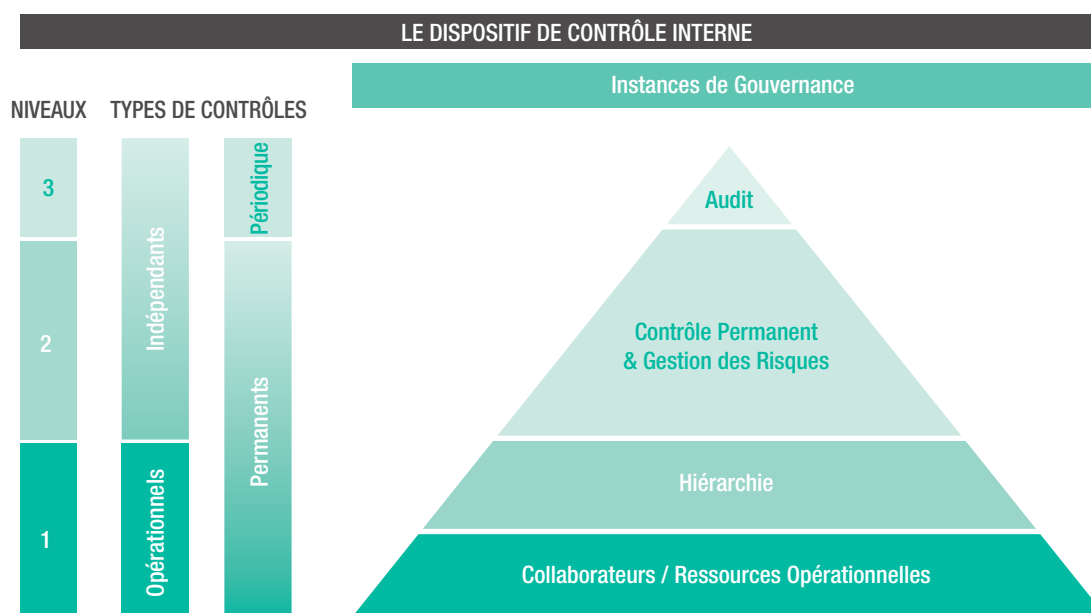 LE DISPOSITIF DE CONTRÔLE INTERNE
Instances de Gouvernance
NIVEAUX
TYPES DE CONTRÔLES
3
2
1
Indépendants
Opérationnels
Périodique
Permanents
Audit
Contrôle Permanent
& Gestion des Risques
Hiérarchie
Collaborateurs / Ressources Opérationnelles